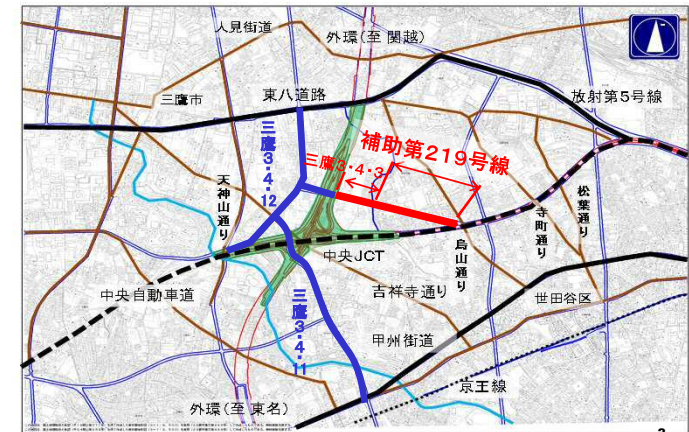 人見街道
外環(至 関越)
三鷹市
東八道路
放射第5号線
三鷹3・4・12
補助第219号線
三鷹3・4・3
天神山通り
松葉通り
寺町通り
烏山通り
中央JCT
中央自動車道
吉祥寺通り
世田谷区
三鷹3・4・11
甲州街道
京王線
外環(至 東名)